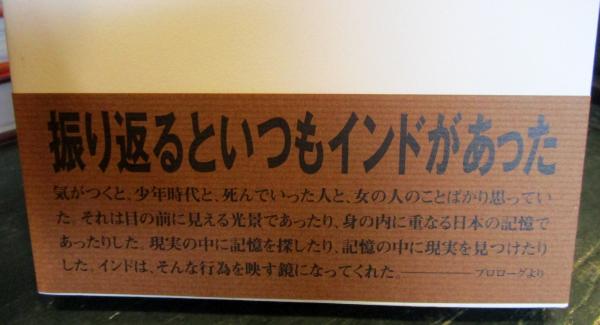 振り返るといつもインドがあった
気がつくと、少年時代と、死んでいった人と、女の人のことばかり思ってい
た。それは目の前に見える光景であったり、身の内に重なる日本の記憶で
あったりした。現実の中に記憶を探したり、記憶の中に現実を見つけたり
した。インドは、そんな行為を映す鏡になってくれた。————プロローグより